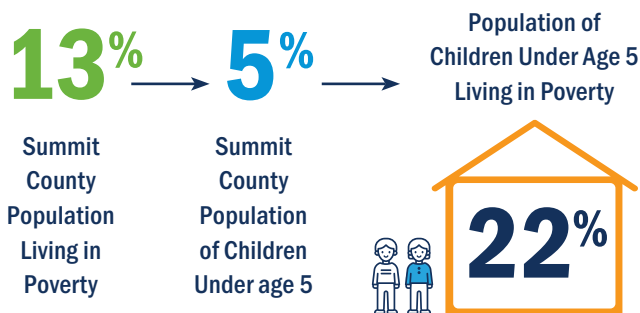 13%
Summit
County
Population
Living in
Poverty
5%
Summit
County
Population
of Children
Under age 5
Population of
Children Under Age 5
Living in Poverty
22%